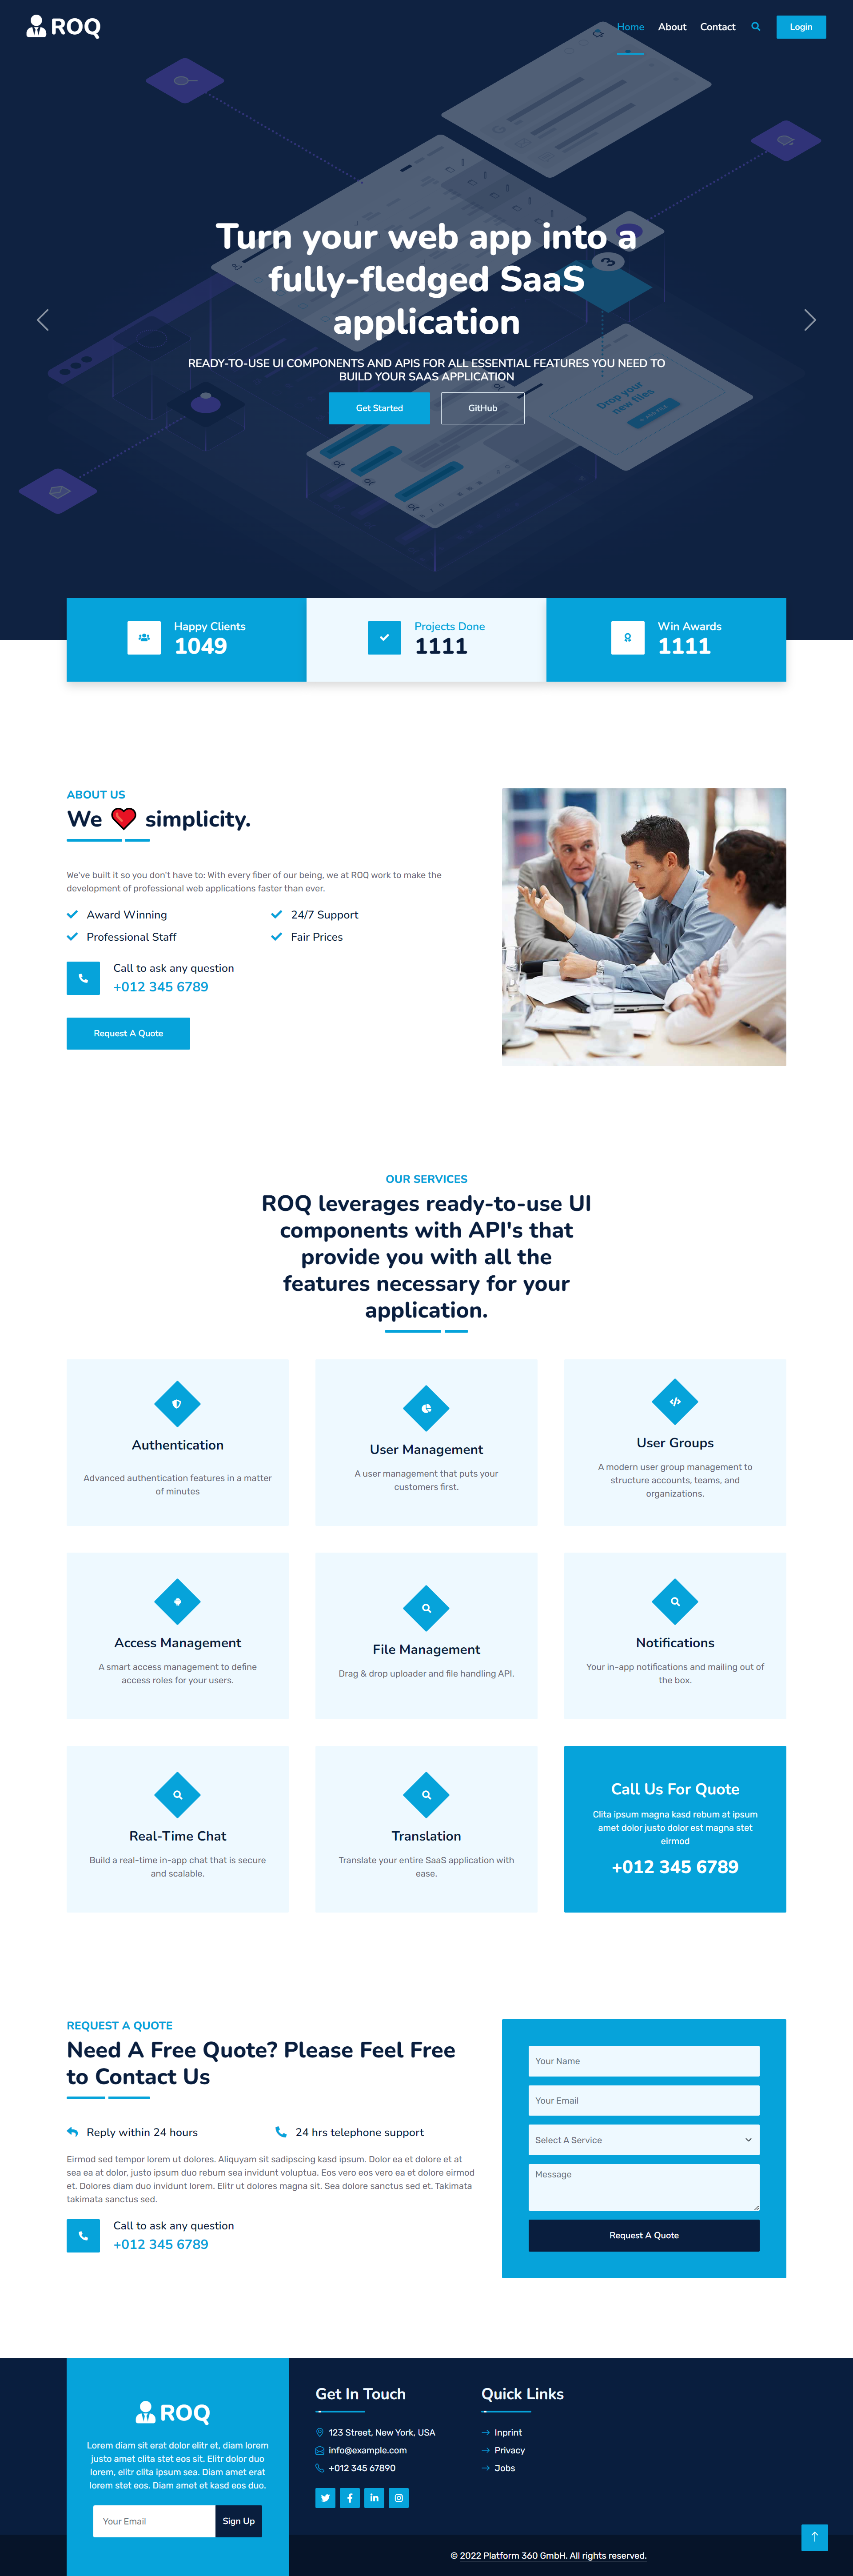 ROQ
Home
About
Contact
Login
3
Drop your
new files
Turn your web app into a
fully-fledged SaaS
application
READY-TO-USE UI COMPONENTS AND APIS FOR ALL ESSENTIAL FEATURES YOU NEED TO
BUILD YOUR SAAS APPLICATION
Get Started
GitHub
Happy Clients
1049
Projects Done
1111
Win Awards
1111
ABOUT US
We ❤️ simplicity.
We've built it so you don't have to: With every fiber of our being, we at ROQ work to make the
development of professional web applications faster than ever.
Award Winning
24/7 Support
Professional Staff
Fair Prices
Call to ask any question
+012 345 6789
Request A Quote
OUR SERVICES
ROQ leverages ready-to-use UI
components with API's that
provide you with all the
features necessary for your
application.
Authentication
Advanced authentication features in a matter
of minutes
User Management
A user management that puts your
customers first.
User Groups
A modern user group management to
structure accounts, teams, and
organizations.
Access Management
A smart access management to define
access roles for your users.
File Management
Drag & drop uploader and file handling API.
Notifications
Your in-app notifications and mailing out of
the box.
Real-Time Chat
Build a real-time in-app chat that is secure
and scalable.
Translation
Translate your entire SaaS application with
ease.
Call Us For Quote
Clita ipsum magna kasd rebum at ipsum
amet dolor justo dolor est magna stet
eirmod
+012 345 6789
REQUEST A QUOTE
Need A Free Quote? Please Feel Free
to Contact Us
Reply within 24 hours
24 hrs telephone support
Eirmod sed tempor lorem ut dolores. Aliquyam sit sadipscing kasd ipsum. Dolor ea et dolore et at
sea ea at dolor, justo ipsum duo rebum sea invidunt voluptua. Eos vero eos vero ea et dolore eirmod
et. Dolores diam duo invidunt lorem. Elitr ut dolores magna sit. Sea dolore sanctus sed et. Takimata
takimata sanctus sed.
Call to ask any question
+012 345 6789
Your Name
Your Email
Select A Service
Message
Request A Quote
ROQ
Lorem diam sit erat dolor elitr et, diam lorem
justo amet clita stet eos sit. Elitr dolor duo
lorem, elitr clita ipsum sea. Diam amet erat
lorem stet eos. Diam amet et kasd eos duo.
Your Email
Sign Up
Get In Touch
123 Street, New York, USA
info@example.com
+012 345 67890
Quick Links
Inprint
Privacy
Jobs
© 2022 Platform 360 GmbH. All rights reserved.